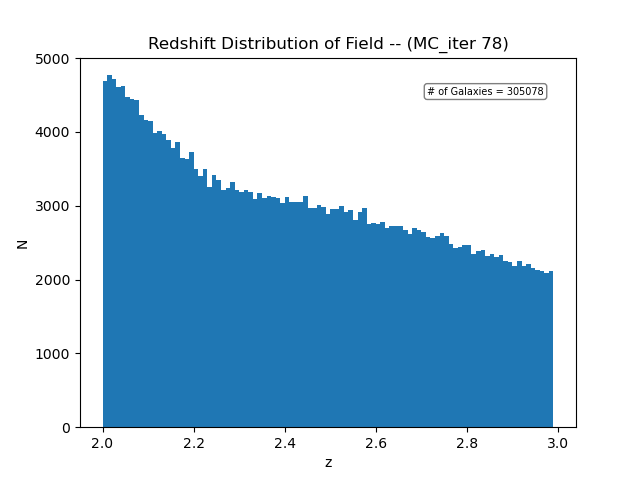 Redshift Distribution of Field -- (MC_iter 78)
# of Galaxies = 305078
5000
4000
3000
2000
1000
0
N
2.0 2.2 2.4 2.6 2.8 3.0
z